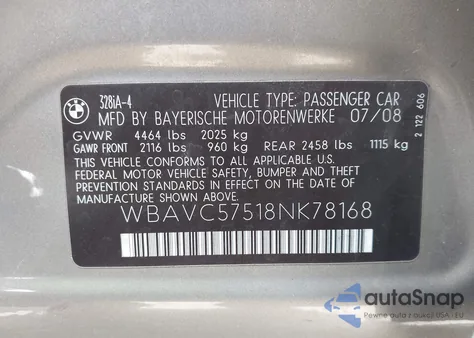 BMW
328iA-4
VEHICLE TYPE: PASSENGER CAR
MFD BY BAYERISCHE MOTORENWERKE 07/08
GVWR 4464 lbs 2025 kg
GAWR FRONT 2116 lbs 960 kg REAR 2458 lbs 1115 kg
THIS VEHICLE CONFORMS TO ALL APPLICABLE U.S.
FEDERAL MOTOR VEHICLE SAFETY, BUMPER AND THEFT
PREVENTION STANDARDS IN EFFECT ON THE DATE OF
MANUFACTURE SHOWN ABOVE.
WBAVC57518NK78168
2 122 606
autoSnap